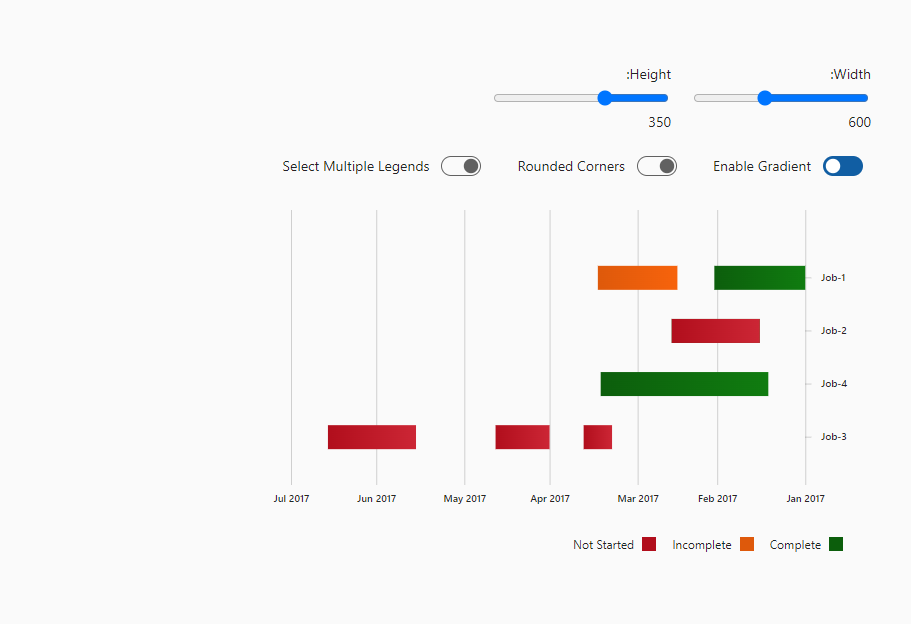 :Height
:Width
350
600
Select Multiple Legends
Rounded Corners
Enable Gradient
Job-1
Job-2
Job-4
Job-3
Jul 2017
Jun 2017
May 2017
Apr 2017
Mar 2017
Feb 2017
Jan 2017
Not Started
Incomplete
Complete